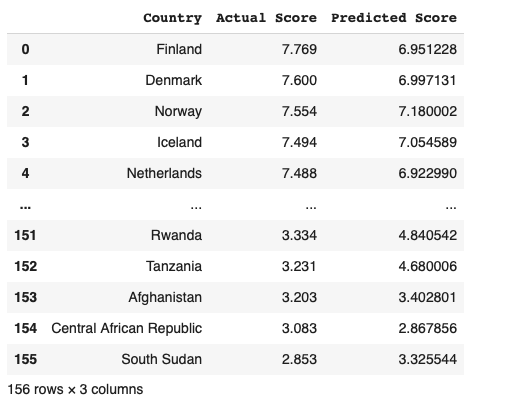 Country Actual Score Predicted Score
0 Finland 7.769 6.951228
1 Denmark 7.600 6.997131
2 Norway 7.554 7.180002
3 Iceland 7.494 7.054589
4 Netherlands 7.488 6.922990
... ... ... ...
151 Rwanda 3.334 4.840542
152 Tanzania 3.231 4.680006
153 Afghanistan 3.203 3.402801
154 Central African Republic 3.083 2.867856
155 South Sudan 2.853 3.325544
156 rows × 3 columns